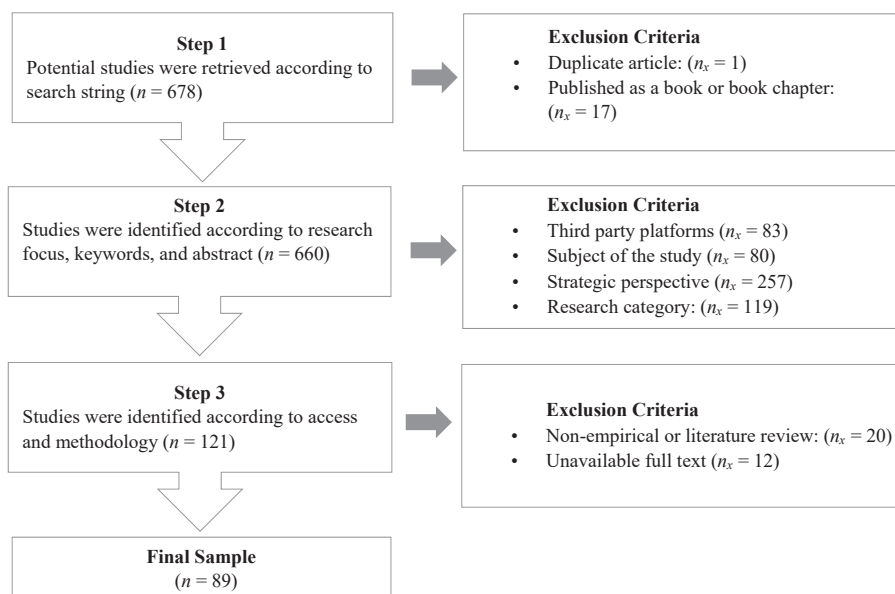 Step 1
Potential studies were retrieved according to
search string (n = 678)
Exclusion Criteria
• Duplicate article: (nₓ = 1)
• Published as a book or book chapter:
(nₓ = 17)
Step 2
Studies were identified according to research
focus, keywords, and abstract (n = 660)
Exclusion Criteria
• Third party platforms (nₓ = 83)
• Subject of the study (nₓ = 80)
• Strategic perspective (nₓ = 257)
• Research category: (nₓ = 119)
Step 3
Studies were identified according to access
and methodology (n = 121)
Exclusion Criteria
• Non-empirical or literature review: (nₓ = 20)
• Unavailable full text (nₓ = 12)
Final Sample
(n = 89)